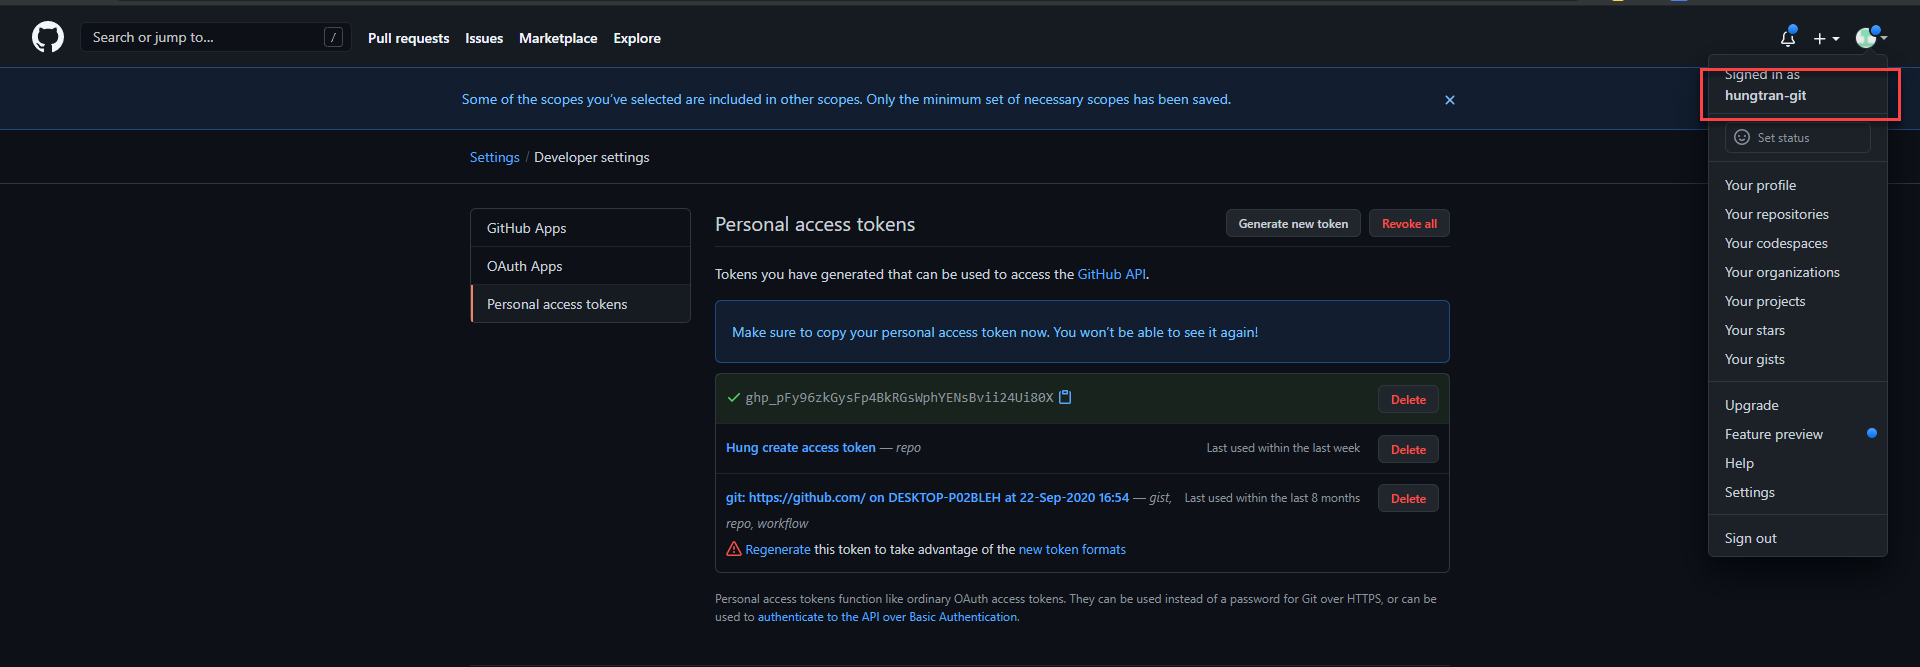 Search or jump to...
/
Pull requests
Issues
Marketplace
Explore
Some of the scopes you've selected are included in other scopes. Only the minimum set of necessary scopes has been saved.
Signed in as
hungtran-git
Set status
Your profile
Your repositories
Your codespaces
Your organizations
Your projects
Your stars
Your gists
Upgrade
Feature preview
Help
Settings
Sign out
Settings / Developer settings
GitHub Apps
OAuth Apps
Personal access tokens
Personal access tokens
Generate new token
Revoke all
Tokens you have generated that can be used to access the GitHub API.
Make sure to copy your personal access token now. You won't be able to see it again!
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
Delete
Hung create access token — repo
Last used within the last week
Delete
git: https://github.com/ on DESKTOP-P02BLEH at 22-Sep-2020 16:54 — gist,
repo, workflow
Last used within the last 8 months
Delete
Regenerate this token to take advantage of the new token formats
Personal access tokens function like ordinary OAuth access tokens. They can be used instead of a password for Git over HTTPS, or can be
used to authenticate to the API over Basic Authentication.